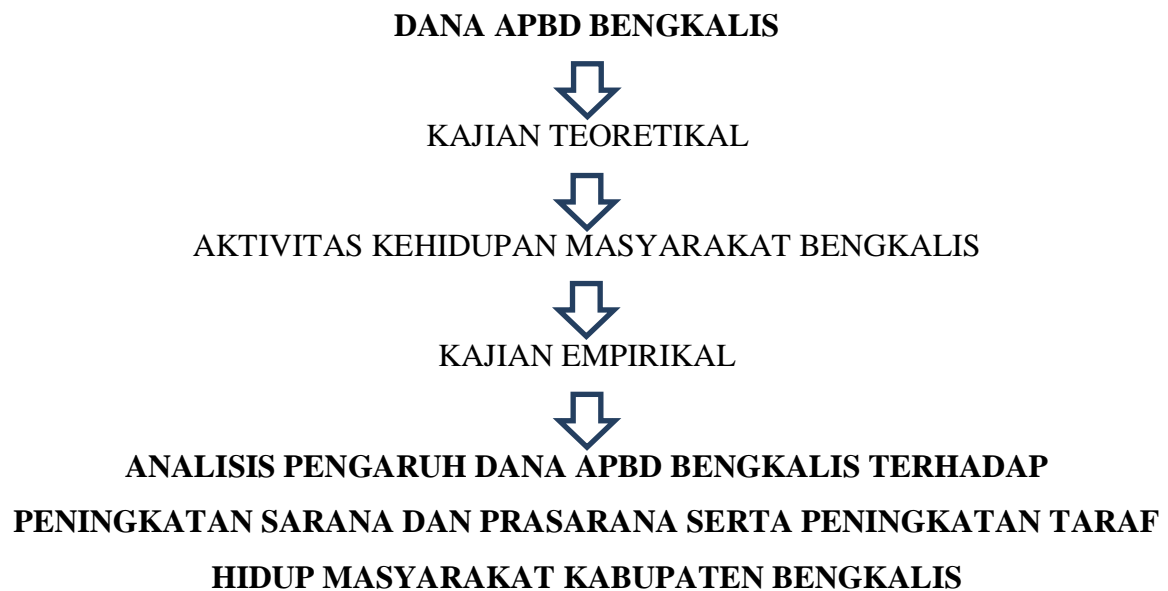 DANA APBD BENGKALIS
KAJIAN TEORETIKAL
AKTIVITAS KEHIDUPAN MASYARAKAT BENGKALIS
KAJIAN EMPIRIKAL
ANALISIS PENGARUH DANA APBD BENGKALIS TERHADAP
PENINGKATAN SARANA DAN PRASARANA SERTA PENINGKATAN TARAF
HIDUP MASYARAKAT KABUPATEN BENGKALIS